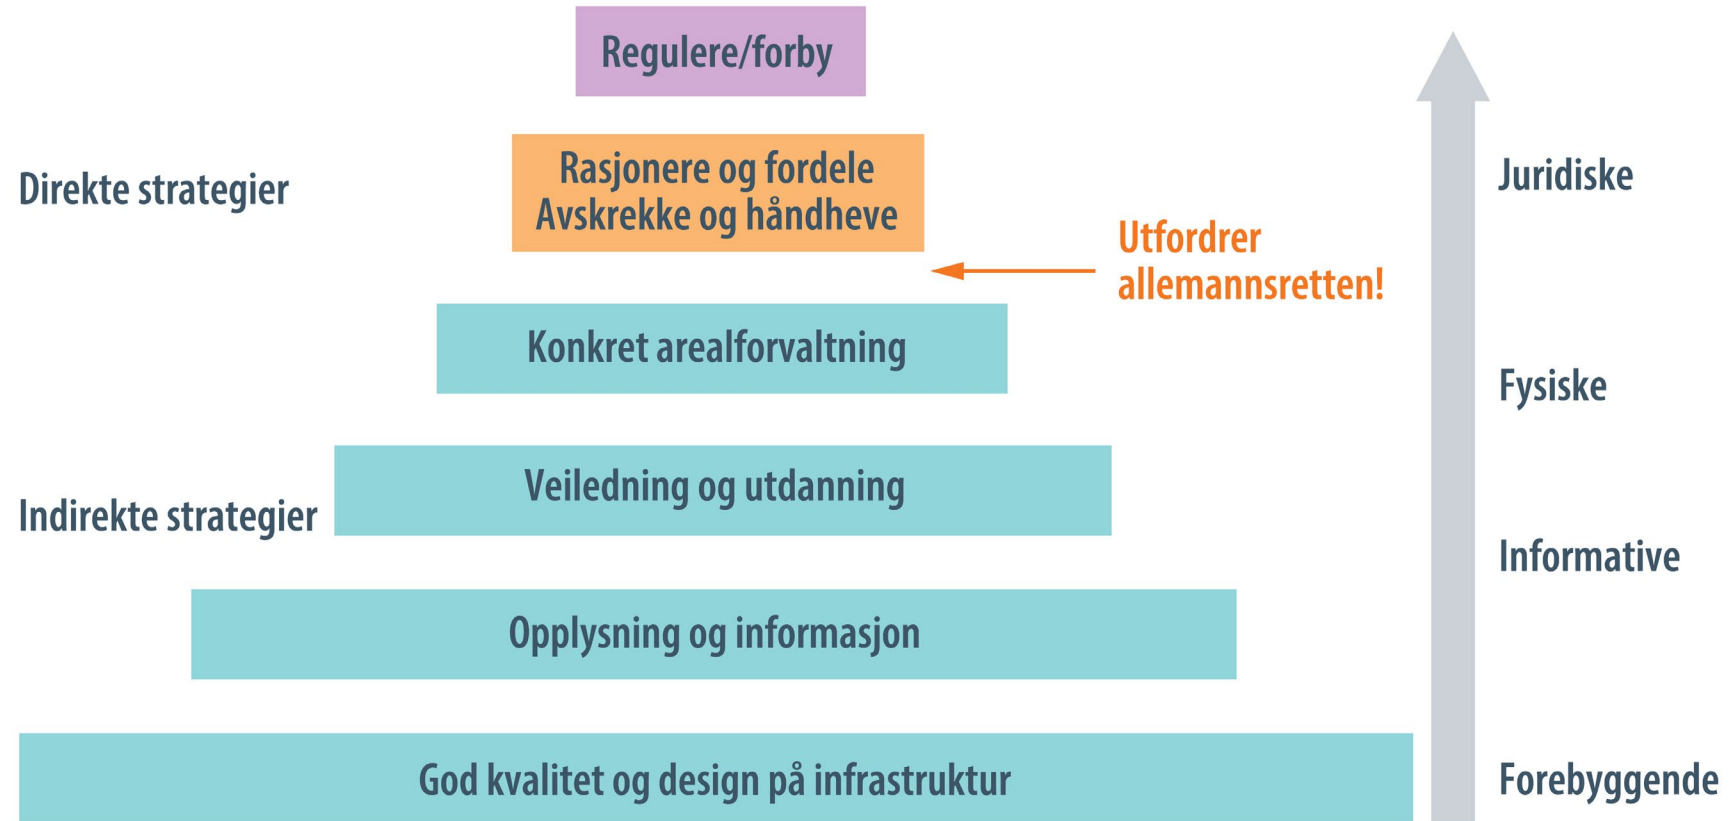 Regulere/forby
Direkte strategier
Rasjonere og fordele
Avskrekke og håndheve
Juridiske
Utfordrer
allemannsretten!
Konkret arealforvaltning
Fysiske
Veiledning og utdanning
Indirekte strategier
Informative
Opplysning og informasjon
God kvalitet og design på infrastruktur
Forebyggende